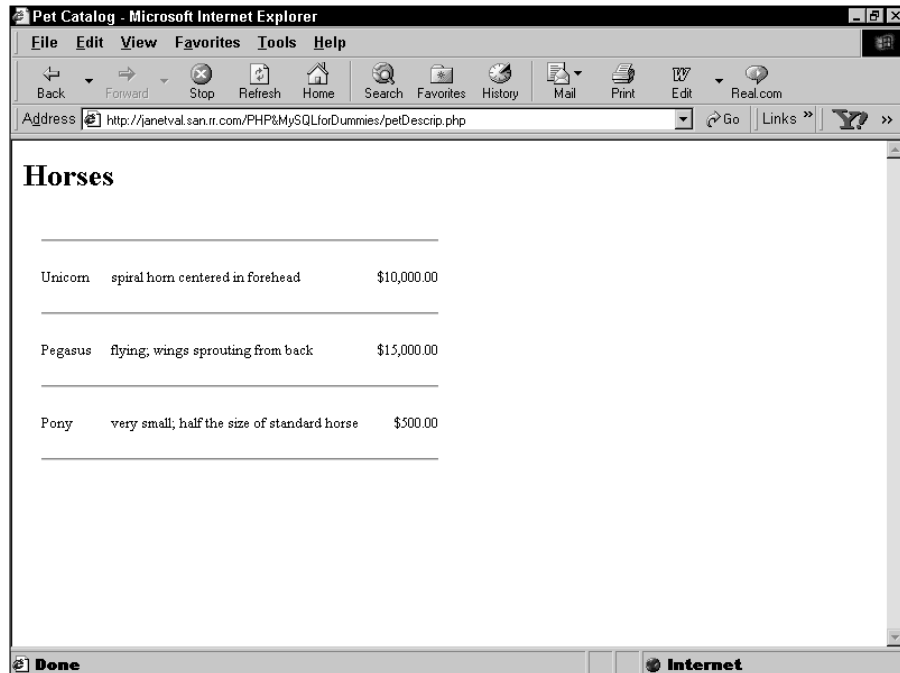 Pet Catalog - Microsoft Internet Explorer
File Edit View Favorites Tools Help
Back Forward Stop Refresh Home Search Favorites History Mail Print Edit Real.com
Address http://janetval.san.rr.com/PHP&MySQLforDummies/petDescrip.php Go Links » Y? »
Horses
Unicorn spiral horn centered in forehead $10,000.00
Pegasus flying; wings sprouting from back $15,000.00
Pony very small; half the size of standard horse $500.00
Done Internet